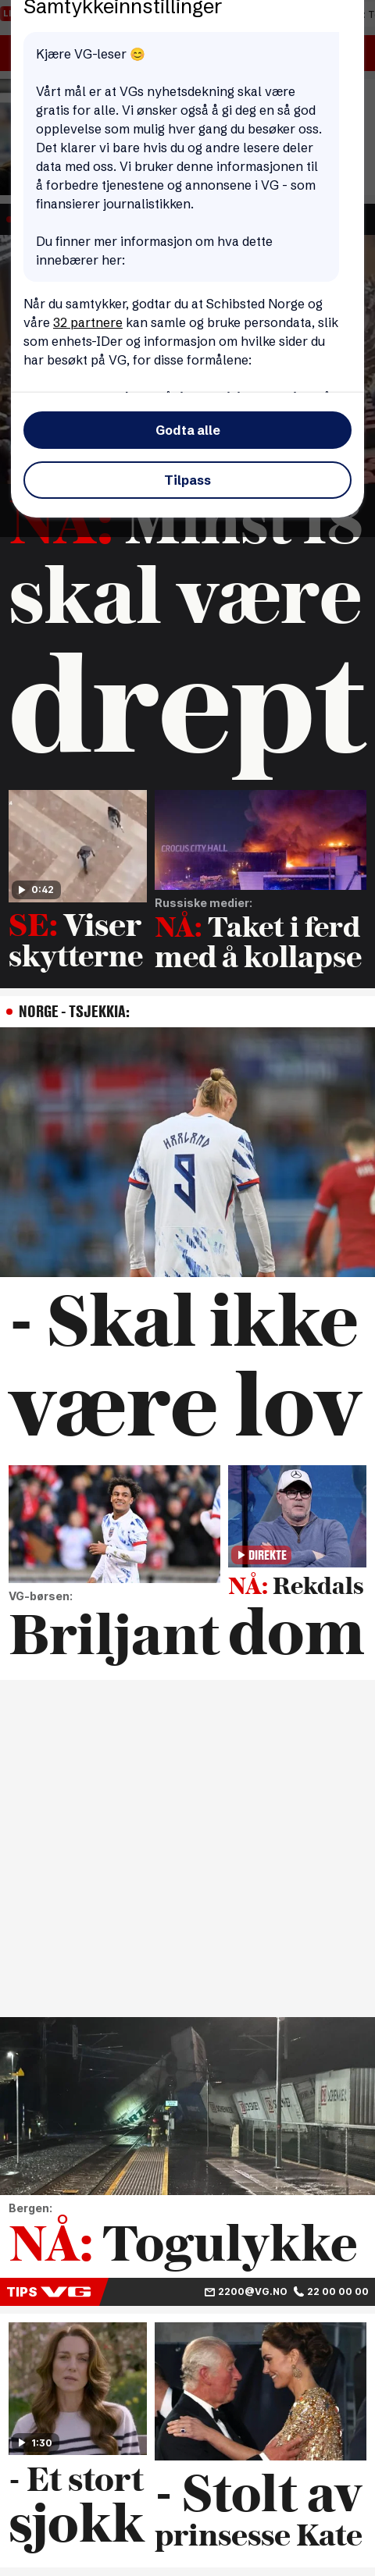 Samtykkeinnstillinger
Kjære VG-leser 😊
Vårt mål er at VGs nyhetsdekning skal være
gratis for alle. Vi ønsker også å gi deg en så god
opplevelse som mulig hver gang du besøker oss.
Det klarer vi bare hvis du og andre lesere deler
data med oss. Vi bruker denne informasjonen til
å forbedre tjenestene og annonsene i VG - som
finansierer journalistikken.
Du finner mer informasjon om hva dette
innebærer her:
Når du samtykker, godtar du at Schibsted Norge og
våre 32 partnere kan samle og bruke persondata, slik
som enhets-IDer og informasjon om hvilke sider du
har besøkt på VG, for disse formålene:
Godta alle
Tilpass
NÅ: Minst 18
skal være
drept
CROCUS CITY HALL
0:42
SE: Viser
skytterne
Russiske medier:
NÅ: Taket i ferd
med å kollapse
NORGE - TSJEKKIA:
HAALAND
9
- Skal ikke
være lov
VG-børsen:
Briljant
DIREKTE
NÅ: Rekdals
dom
Bergen:
NÅ: Togulykke
TIPS VG
2200@VG.NO
22 00 00 00
1:30
- Et stort
sjokk
- Stolt av
prinsesse Kate